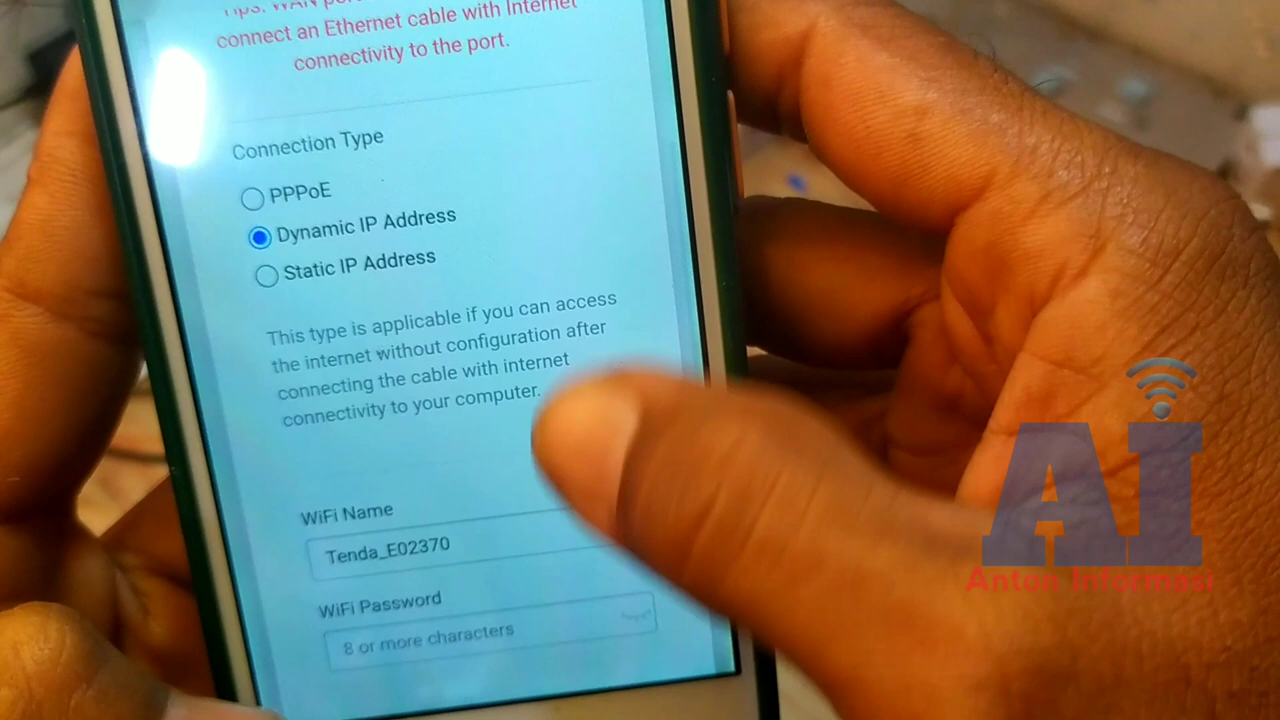 connect an Ethernet cable with Internet
connectivity to the port.
Connection Type
PPPoE
Dynamic IP Address
Static IP Address
This type is applicable if you can access
the internet without configuration after
connecting the cable with internet
connectivity to your computer.
WiFi Name
Tenda_E02370
WiFi Password
8 or more characters
AI
Anton Informasi